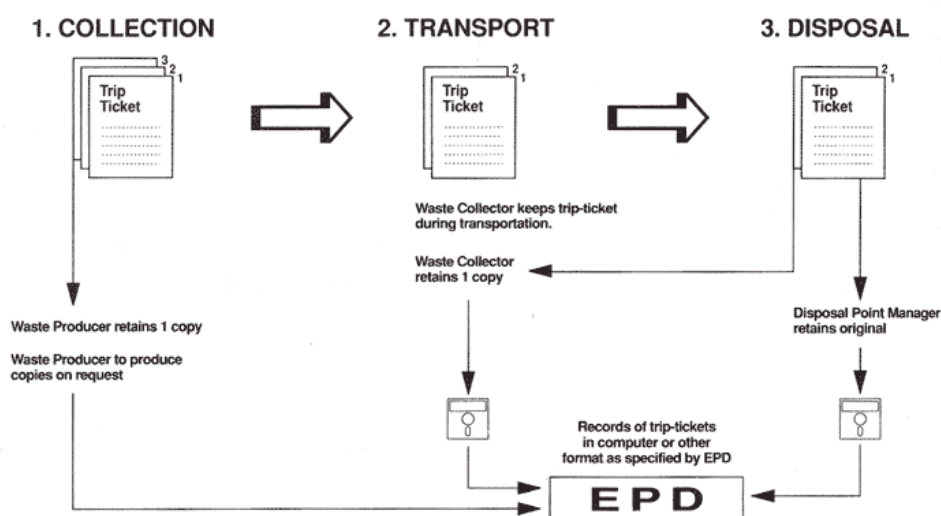 1. COLLECTION
2. TRANSPORT
3. DISPOSAL
3
2
1
Trip
Ticket
2
1
Trip
Ticket
2
1
Trip
Ticket
Waste Collector keeps trip-ticket
during transportation.
Waste Collector
retains 1 copy
Waste Producer retains 1 copy
Waste Producer to produce
copies on request
Disposal Point Manager
retains original
Records of trip-tickets
in computer or other
format as specified by EPD
EPD